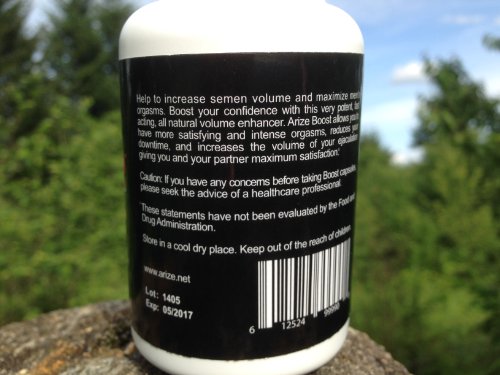 Help to increase semen volume and maximize
orgasms. Boost your confidence with this very potent, fast
acting, all natural volume enhancer. Arize Boost allows you to
have more satisfying and intense orgasms, reduces your
downtime, and increases the volume of your ejaculation
giving you and your partner maximum satisfaction.
Caution: If you have any concerns before taking Boost capsules,
please seek the advice of a healthcare professional.
These statements have not been evaluated by the Food and
Drug Administration.
Store in a cool dry place. Keep out of the reach of children.
www.arize.net
Lot: 1405
Exp: 05/2017
6 12524